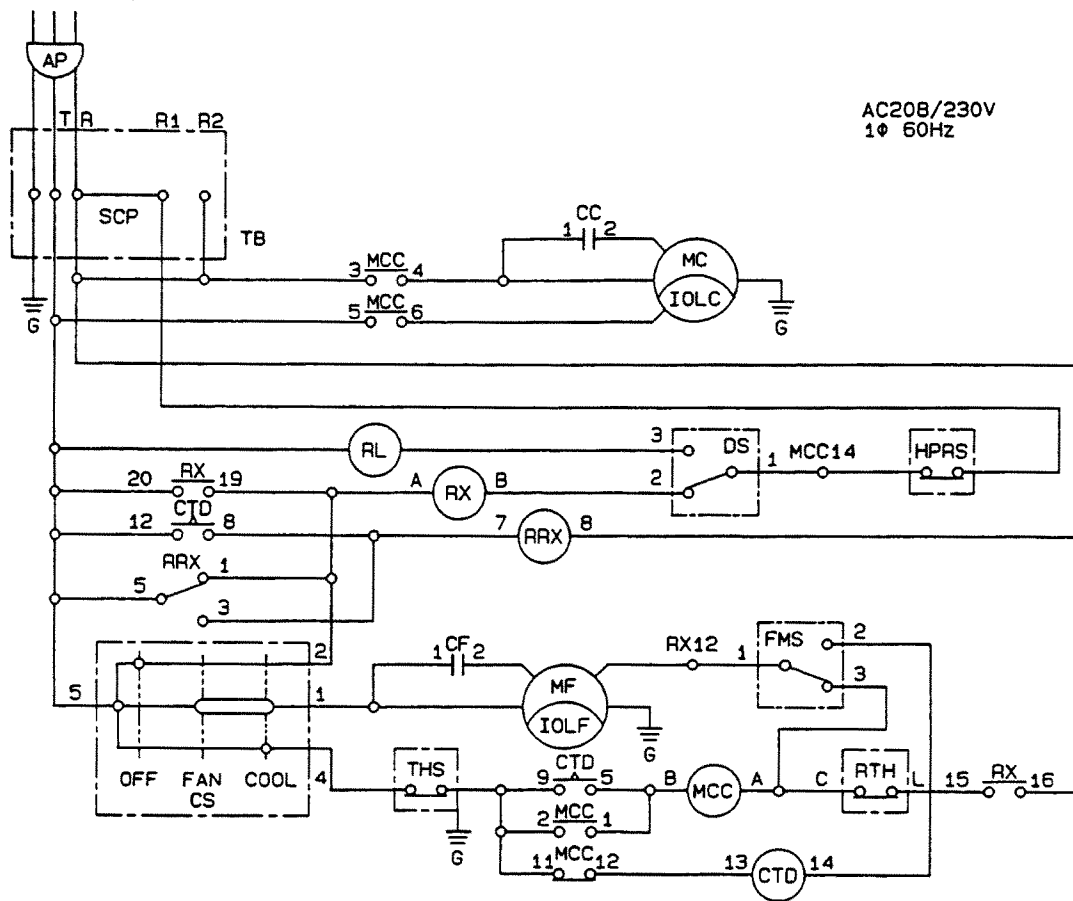 AP
T R R1 R2
AC208/230V
1Φ 60Hz
SCP
TB
CC
1 2
MCC
3 4
MC
IOLC
MCC
5 6
G
G
3 DS
RL
MCC14
HPRS
1
2
RX
20 19
A RX B
CTD
12 8
7 RRX 8
RRX
1
5
3
2
CF
1 2
RX12
1
FMS
2
3
5
1
MF
IOLF
G
OFF FAN COOL
CS
4
THS
G
CTD
9 5
B MCC A
C RTH L
15 RX 16
MCC
2 1
MCC
11 12
13 CTD 14